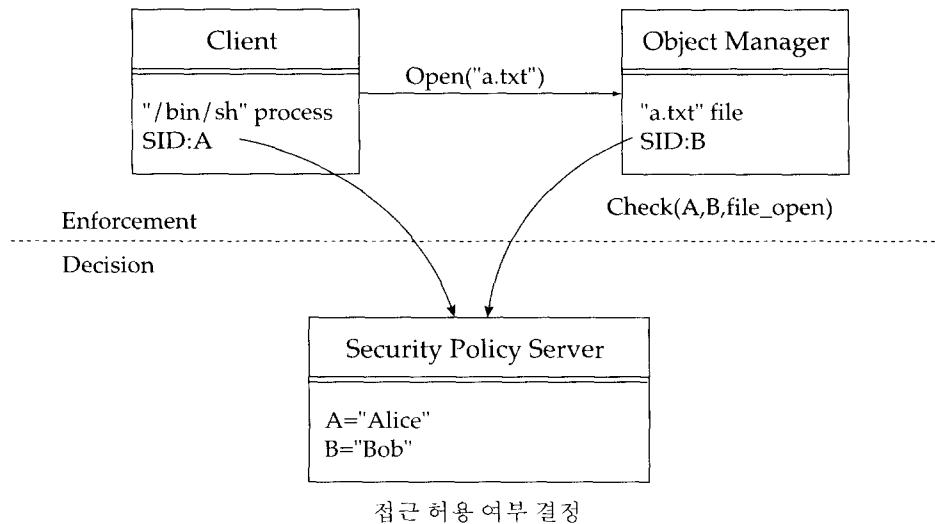 Client
Object Manager
Open("a.txt")
"/bin/sh" process
SID:A
"a.txt" file
SID:B
Check(A,B,file_open)
Enforcement
Decision
Security Policy Server
A="Alice"
B="Bob"
접근 허용 여부 결정